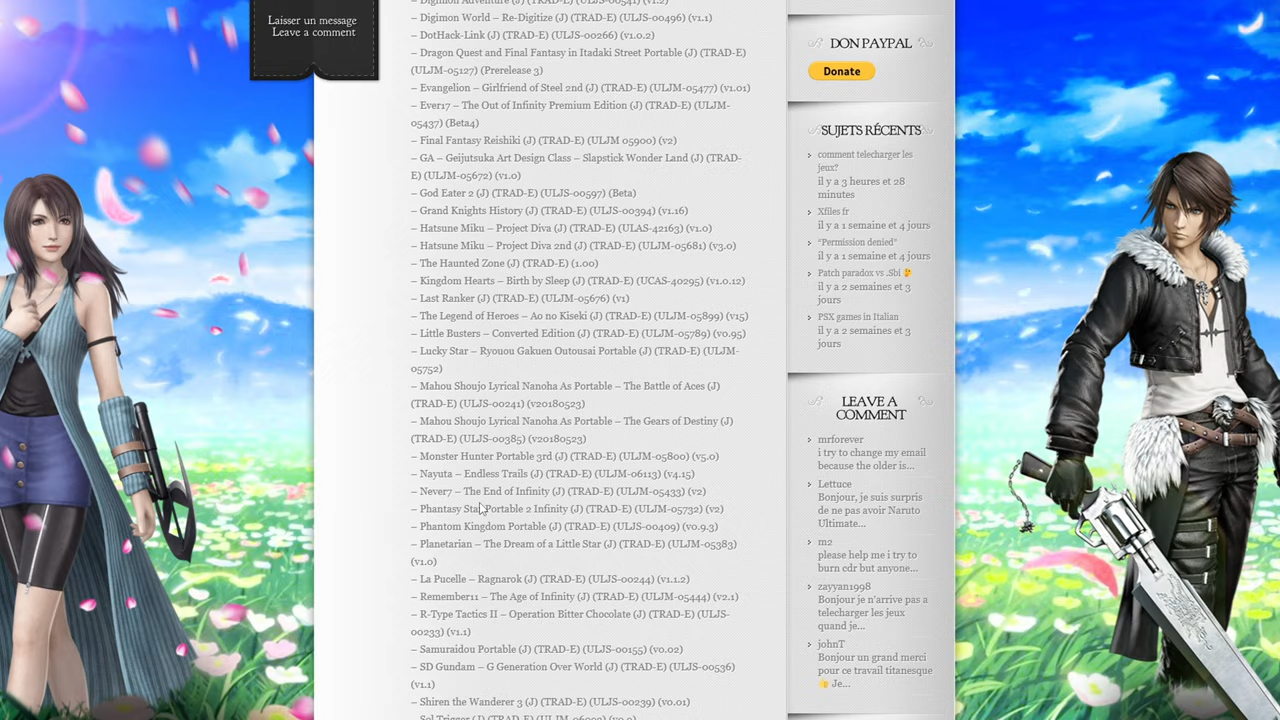 Laisser un message
Leave a comment
– Digimon World – Re-Digitize (J) (TRAD-E) (ULJS-00496) (v1.1)
– DotHack-Link (J) (TRAD-E) (ULJS-00266) (v1.0.2)
– Dragon Quest and Final Fantasy in Itadaki Street Portable (J) (TRAD-E)
(ULJM-05127) (Prerelease 3)
– Evangelion – Girlfriend of Steel 2nd (J) (TRAD-E) (ULJM-05477) (v1.01)
– Ever17 – The Out of Infinity Premium Edition (J) (TRAD-E) (ULJM-
05437) (Beta4)
– Final Fantasy Reishiki (J) (TRAD-E) (ULJM 05900) (v2)
– GA – Geijutsuka Art Design Class – Slapstick Wonder Land (J) (TRAD-
E) (ULJM-05672) (v1.0)
– God Eater 2 (J) (TRAD-E) (ULJS-00597) (Beta)
– Grand Knights History (J) (TRAD-E) (ULJS-00394) (v1.16)
– Hatsune Miku – Project Diva (J) (TRAD-E) (ULAS-42163) (v1.0)
– Hatsune Miku – Project Diva 2nd (J) (TRAD-E) (ULJM-05681) (v3.0)
– The Haunted Zone (J) (TRAD-E) (1.00)
– Kingdom Hearts – Birth by Sleep (J) (TRAD-E) (UCAS-40295) (v1.0.12)
– Last Ranker (J) (TRAD-E) (ULJM-05676) (v1)
– The Legend of Heroes – Ao no Kiseki (J) (TRAD-E) (ULJM-05899) (v15)
– Little Busters – Converted Edition (J) (TRAD-E) (ULJM-05789) (v0.95)
– Lucky Star – Ryouou Gakuen Outousai Portable (J) (TRAD-E) (ULJM-
05752)
– Mahou Shoujo Lyrical Nanoha As Portable – The Battle of Aces (J)
(TRAD-E) (ULJS-00241) (v20180523)
– Mahou Shoujo Lyrical Nanoha As Portable – The Gears of Destiny (J)
(TRAD-E) (ULJS-00385) (v20180523)
– Monster Hunter Portable 3rd (J) (TRAD-E) (ULJM-05800) (v5.0)
– Nayuta – Endless Trails (J) (TRAD-E) (ULJM-06113) (v4.15)
– Never7 – The End of Infinity (J) (TRAD-E) (ULJM-05433) (v2)
– Phantasy Star Portable 2 Infinity (J) (TRAD-E) (ULJM-05732) (v2)
– Phantom Kingdom Portable (J) (TRAD-E) (ULJS-00409) (v0.9.3)
– Planetarian – The Dream of a Little Star (J) (TRAD-E) (ULJM-05383)
(v1.0)
– La Pucelle – Ragnarok (J) (TRAD-E) (ULJS-00244) (v1.1.2)
– Remember11 – The Age of Infinity (J) (TRAD-E) (ULJM-05444) (v2.1)
– R-Type Tactics II – Operation Bitter Chocolate (J) (TRAD-E) (ULJS-
00233) (v1.1)
– Samuraidou Portable (J) (TRAD-E) (ULJS-00155) (v0.02)
– SD Gundam – G Generation Over World (J) (TRAD-E) (ULJS-00536)
(v1.1)
– Shiren the Wanderer 3 (J) (TRAD-E) (ULJS-00239) (v0.01)
DON PAYPAL
Donate
SUJETS RÉCENTS
comment telecharger les
jeux?
il y a 3 heures et 28
minutes
Xfiles fr
il y a 1 semaine et 4 jours
"Permission denied"
il y a 1 semaine et 4 jours
Patch paradox vs .Sbi
il y a 2 semaines et 3
jours
PSX games in Italian
il y a 2 semaines et 3
jours
LEAVE A
COMMENT
mrforever
i try to change my email
because the older is...
Lettuce
Bonjour, je suis surpris
de ne pas avoir Naruto
Ultimate...
m2
please help me i try to
burn cdr but anyone...
zayyan1998
Bonjour je n'arrive pas a
telecharger les jeux
quand je...
johnT
Bonjour un grand merci
pour ce travail titanesque
👍 Je...